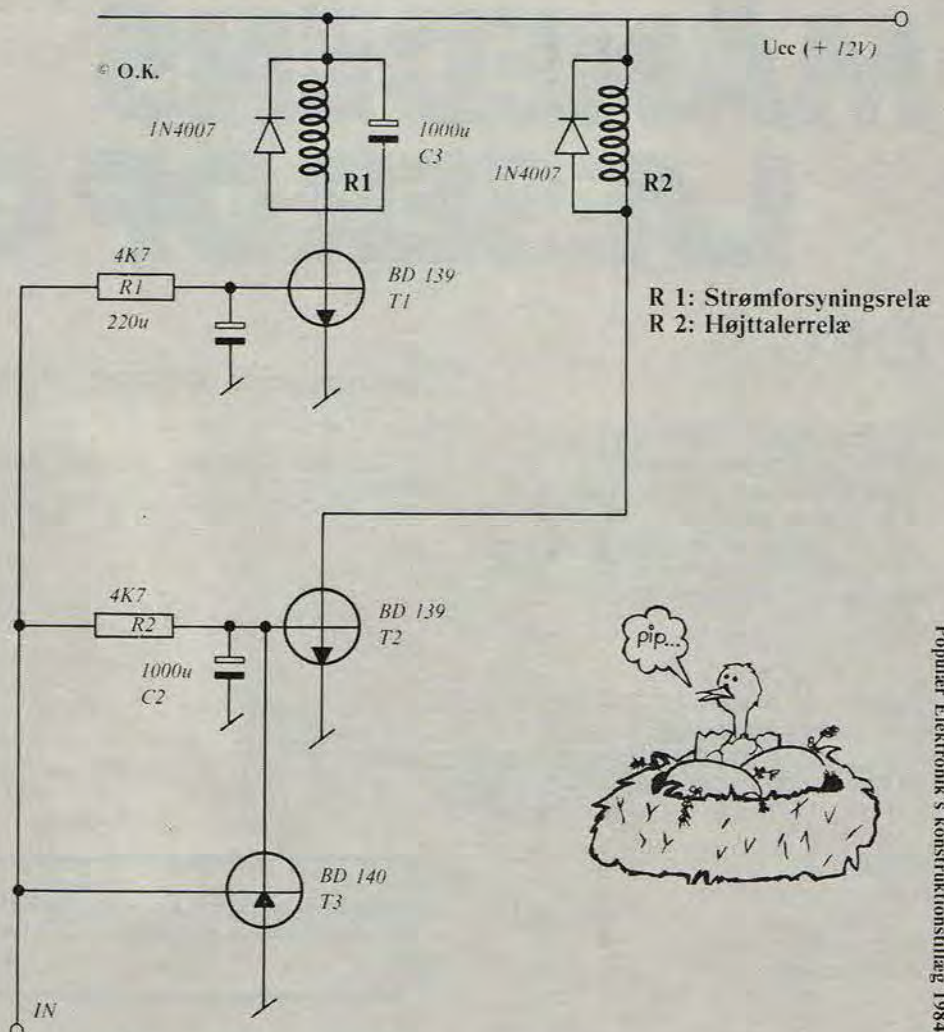 © O.K.
Ucc (+ 12V)
1N4007
1000u
C3
R1
1N4007
R2
4K7
R1
220u
BD 139
T1
R 1: Strømforsyningsrelæ
R 2: Højttalerrelæ
4K7
R2
1000u
C2
BD 139
T2
pip...
BD 140
T3
IN
Populær Elektronik's konstruktionstillæg 1984